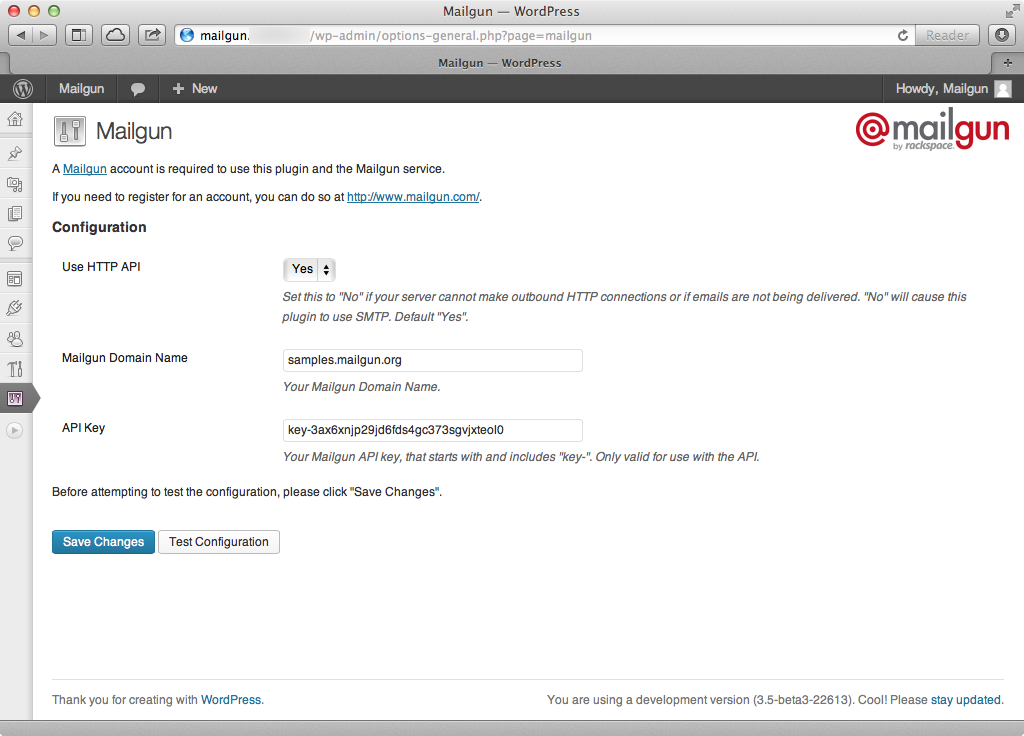 Mailgun — WordPress
mailgun. /wp-admin/options-general.php?page=mailgun
Reader
Mailgun — WordPress
Mailgun
New
Howdy, Mailgun
Mailgun
@mailgun
by rackspace.
A Mailgun account is required to use this plugin and the Mailgun service.
If you need to register for an account, you can do so at http://www.mailgun.com/.
Configuration
Use HTTP API
Yes
Set this to "No" if your server cannot make outbound HTTP connections or if emails are not being delivered. "No" will cause this
plugin to use SMTP. Default "Yes".
Mailgun Domain Name
samples.mailgun.org
Your Mailgun Domain Name.
API Key
key-3ax6xnjp29jd6fds4gc373sgvjxteol0
Your Mailgun API key, that starts with and includes "key-". Only valid for use with the API.
Before attempting to test the configuration, please click "Save Changes".
Save Changes
Test Configuration
Thank you for creating with WordPress.
You are using a development version (3.5-beta3-22613). Cool! Please stay updated.